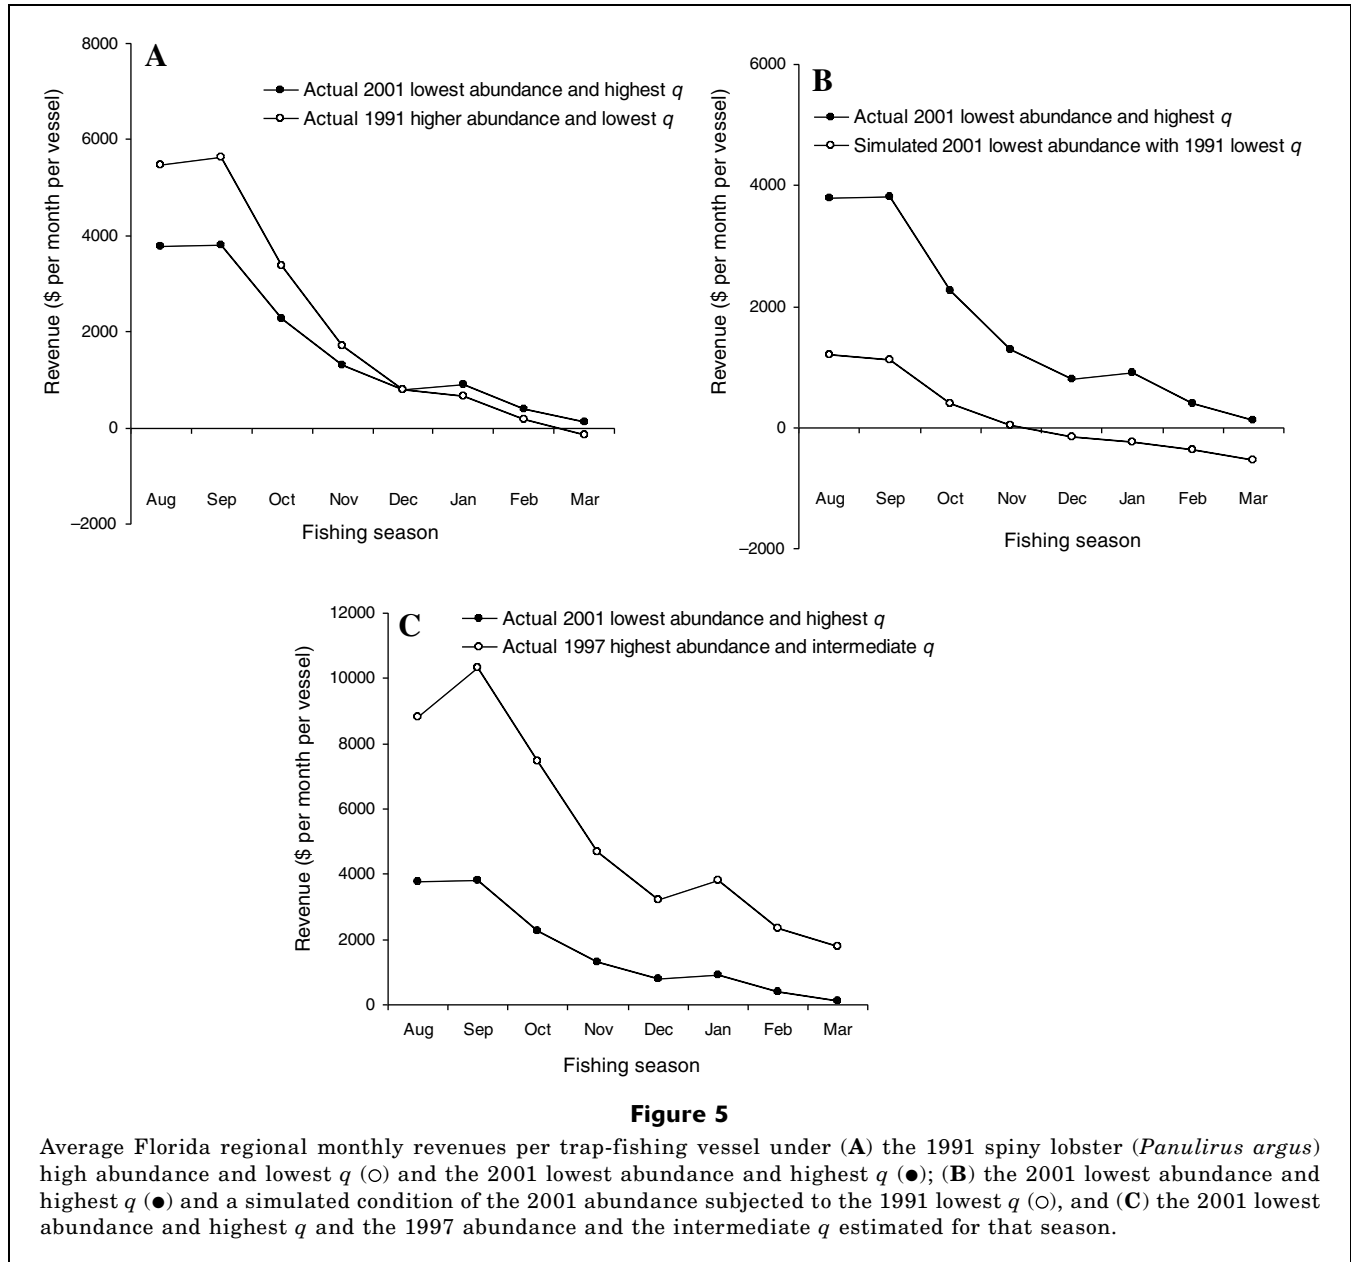 A
8000
6000
4000
2000
0
–2000
Revenue ($ per month per vessel)
Actual 2001 lowest abundance and highest q
Actual 1991 higher abundance and lowest q
Aug Sep Oct Nov Dec Jan Feb Mar
Fishing season
B
6000
4000
2000
0
–2000
Revenue ($ per month per vessel)
Actual 2001 lowest abundance and highest q
Simulated 2001 lowest abundance with 1991 lowest q
Aug Sep Oct Nov Dec Jan Feb Mar
Fishing season
C
12000
10000
8000
6000
4000
2000
0
Revenue ($ per month per vessel)
Actual 2001 lowest abundance and highest q
Actual 1997 highest abundance and intermediate q
Aug Sep Oct Nov Dec Jan Feb Mar
Fishing season
Figure 5
Average Florida regional monthly revenues per trap-fishing vessel under (A) the 1991 spiny lobster (Panulirus argus)
high abundance and lowest q (○) and the 2001 lowest abundance and highest q (●); (B) the 2001 lowest abundance and
highest q (●) and a simulated condition of the 2001 abundance subjected to the 1991 lowest q (○), and (C) the 2001 lowest
abundance and highest q and the 1997 abundance and the intermediate q estimated for that season.